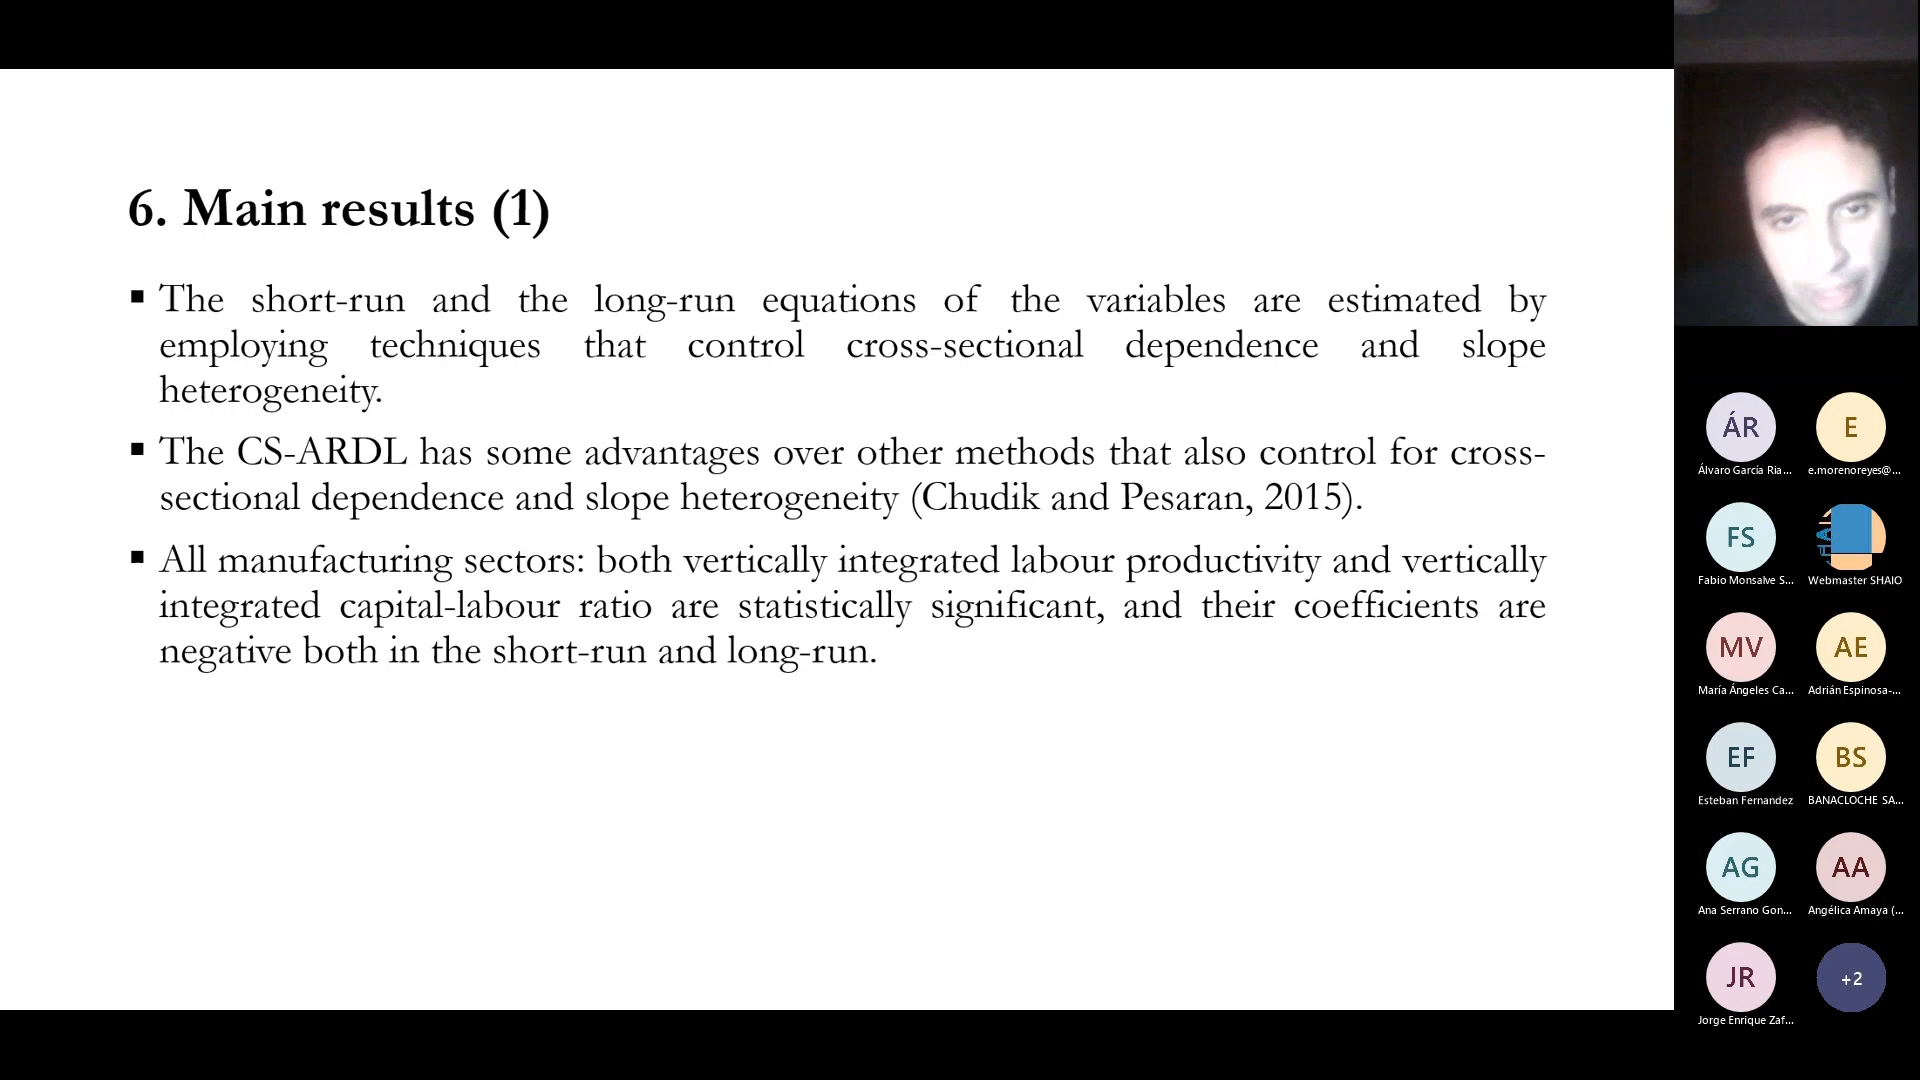 6. Main results (1)
▪ The short-run and the long-run equations of the variables are estimated by
employing techniques that control cross-sectional dependence and slope
heterogeneity.
▪ The CS-ARDL has some advantages over other methods that also control for cross-
sectional dependence and slope heterogeneity (Chudik and Pesaran, 2015).
▪ All manufacturing sectors: both vertically integrated labour productivity and vertically
integrated capital-labour ratio are statistically significant, and their coefficients are
negative both in the short-run and long-run.
ÁR
E
Álvaro García Ria...
e.morenoreyes@...
FS
Fabio Monsalve S...
Webmaster SHAIO
MV
AE
María Ángeles Ca...
Adrián Espinosa-...
EF
BS
Esteban Fernandez
BANACLOCHE SA...
AG
AA
Ana Serrano Gon...
Angélica Amaya (...
JR
+2
Jorge Enrique Zaf...